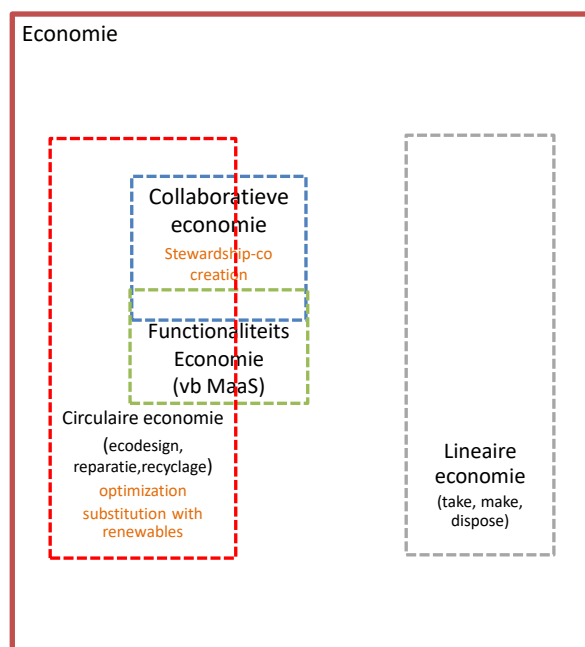 Economie
Collaboratieve
economie
Stewardship-co
creation
Functionaliteits
Economie
(vb MaaS)
Circulaire economie
(ecodesign,
reparatie,recyclage)
optimization
substitution with
renewables
Lineaire
economie
(take, make,
dispose)